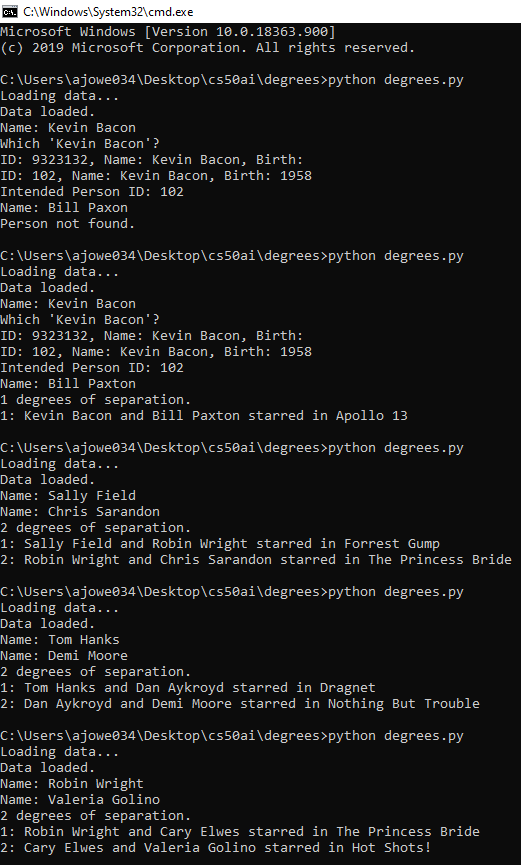 C:\Windows\System32\cmd.exe
Microsoft Windows [Version 10.0.18363.900]
(c) 2019 Microsoft Corporation. All rights reserved.
C:\Users\ajowe034\Desktop\cs50ai\degrees>python degrees.py
Loading data...
Data loaded.
Name: Kevin Bacon
Which 'Kevin Bacon'?
ID: 9323132, Name: Kevin Bacon, Birth:
ID: 102, Name: Kevin Bacon, Birth: 1958
Intended Person ID: 102
Name: Bill Paxon
Person not found.
C:\Users\ajowe034\Desktop\cs50ai\degrees>python degrees.py
Loading data...
Data loaded.
Name: Kevin Bacon
Which 'Kevin Bacon'?
ID: 9323132, Name: Kevin Bacon, Birth:
ID: 102, Name: Kevin Bacon, Birth: 1958
Intended Person ID: 102
Name: Bill Paxton
1 degrees of separation.
1: Kevin Bacon and Bill Paxton starred in Apollo 13
C:\Users\ajowe034\Desktop\cs50ai\degrees>python degrees.py
Loading data...
Data loaded.
Name: Sally Field
Name: Chris Sarandon
2 degrees of separation.
1: Sally Field and Robin Wright starred in Forrest Gump
2: Robin Wright and Chris Sarandon starred in The Princess Bride
C:\Users\ajowe034\Desktop\cs50ai\degrees>python degrees.py
Loading data...
Data loaded.
Name: Tom Hanks
Name: Demi Moore
2 degrees of separation.
1: Tom Hanks and Dan Aykroyd starred in Dragnet
2: Dan Aykroyd and Demi Moore starred in Nothing But Trouble
C:\Users\ajowe034\Desktop\cs50ai\degrees>python degrees.py
Loading data...
Data loaded.
Name: Robin Wright
Name: Valeria Golino
2 degrees of separation.
1: Robin Wright and Cary Elwes starred in The Princess Bride
2: Cary Elwes and Valeria Golino starred in Hot Shots!